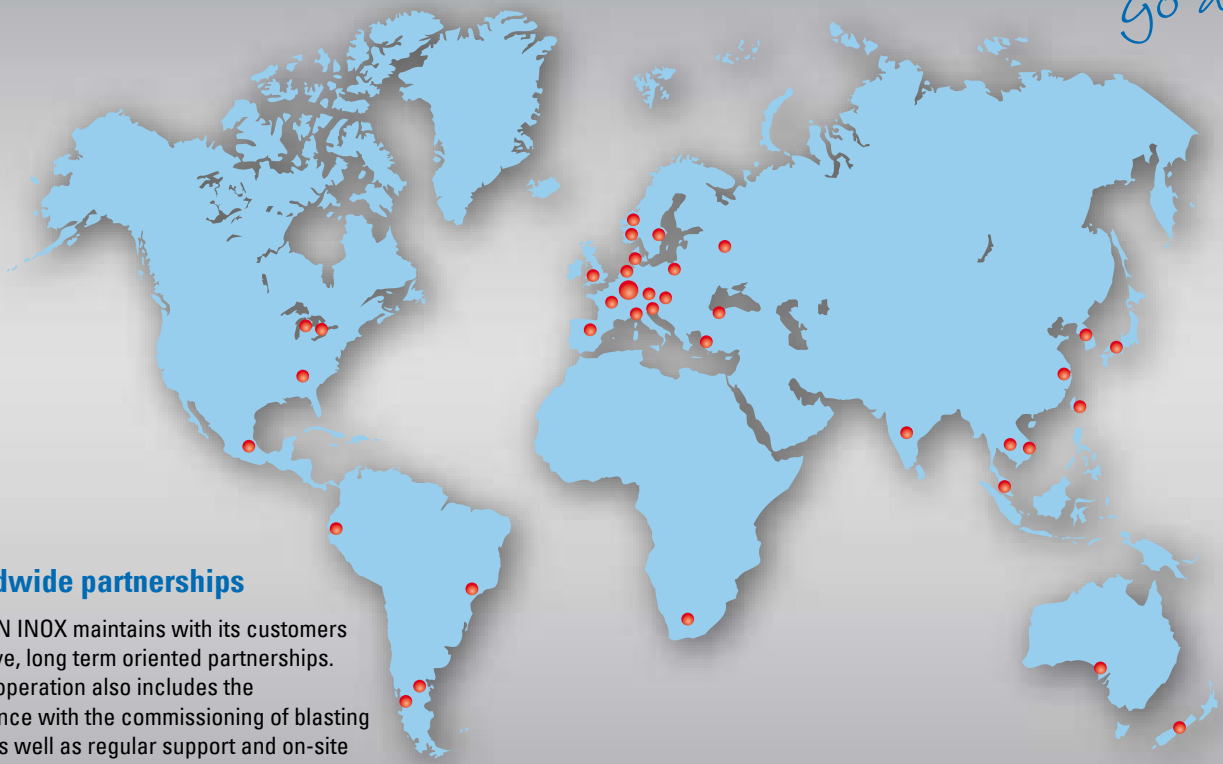 go a
dwide partnerships
N INOX maintains with its customers
ve, long term oriented partnerships.
operation also includes the
nce with the commissioning of blasting
s well as regular support and on-site